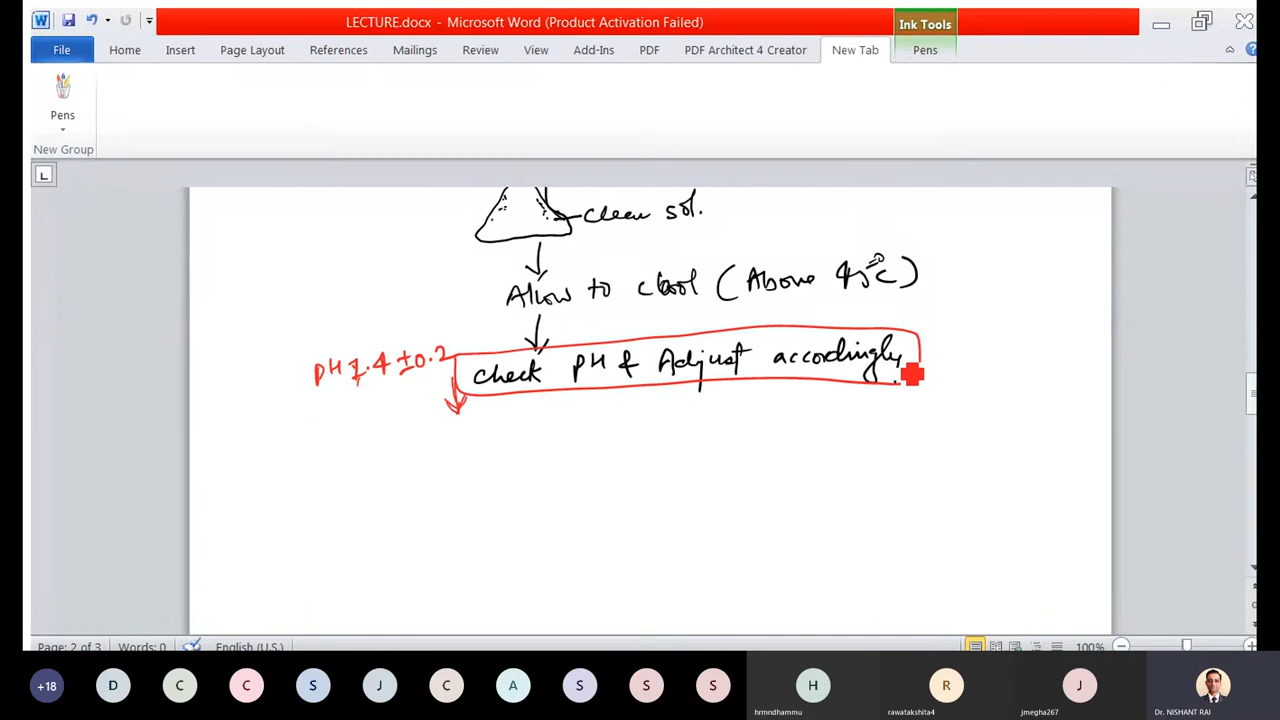 LECTURE.docx - Microsoft Word (Product Activation Failed)
Ink Tools
File Home Insert Page Layout References Mailings Review View Add-Ins PDF PDF Architect 4 Creator New Tab Pens
Pens
New Group
L
clear sol.
Allow to cool (Above 45°C)
pH 7.4 ±0.2
check pH & Adjust accordingly.
Page: 2 of 3 Words: 0 English (U.S.) 100%
+18 D C C S J C A S S S H R J
hrmndhammu rawatakshita4 jmegha267 Dr. NISHANT RAI